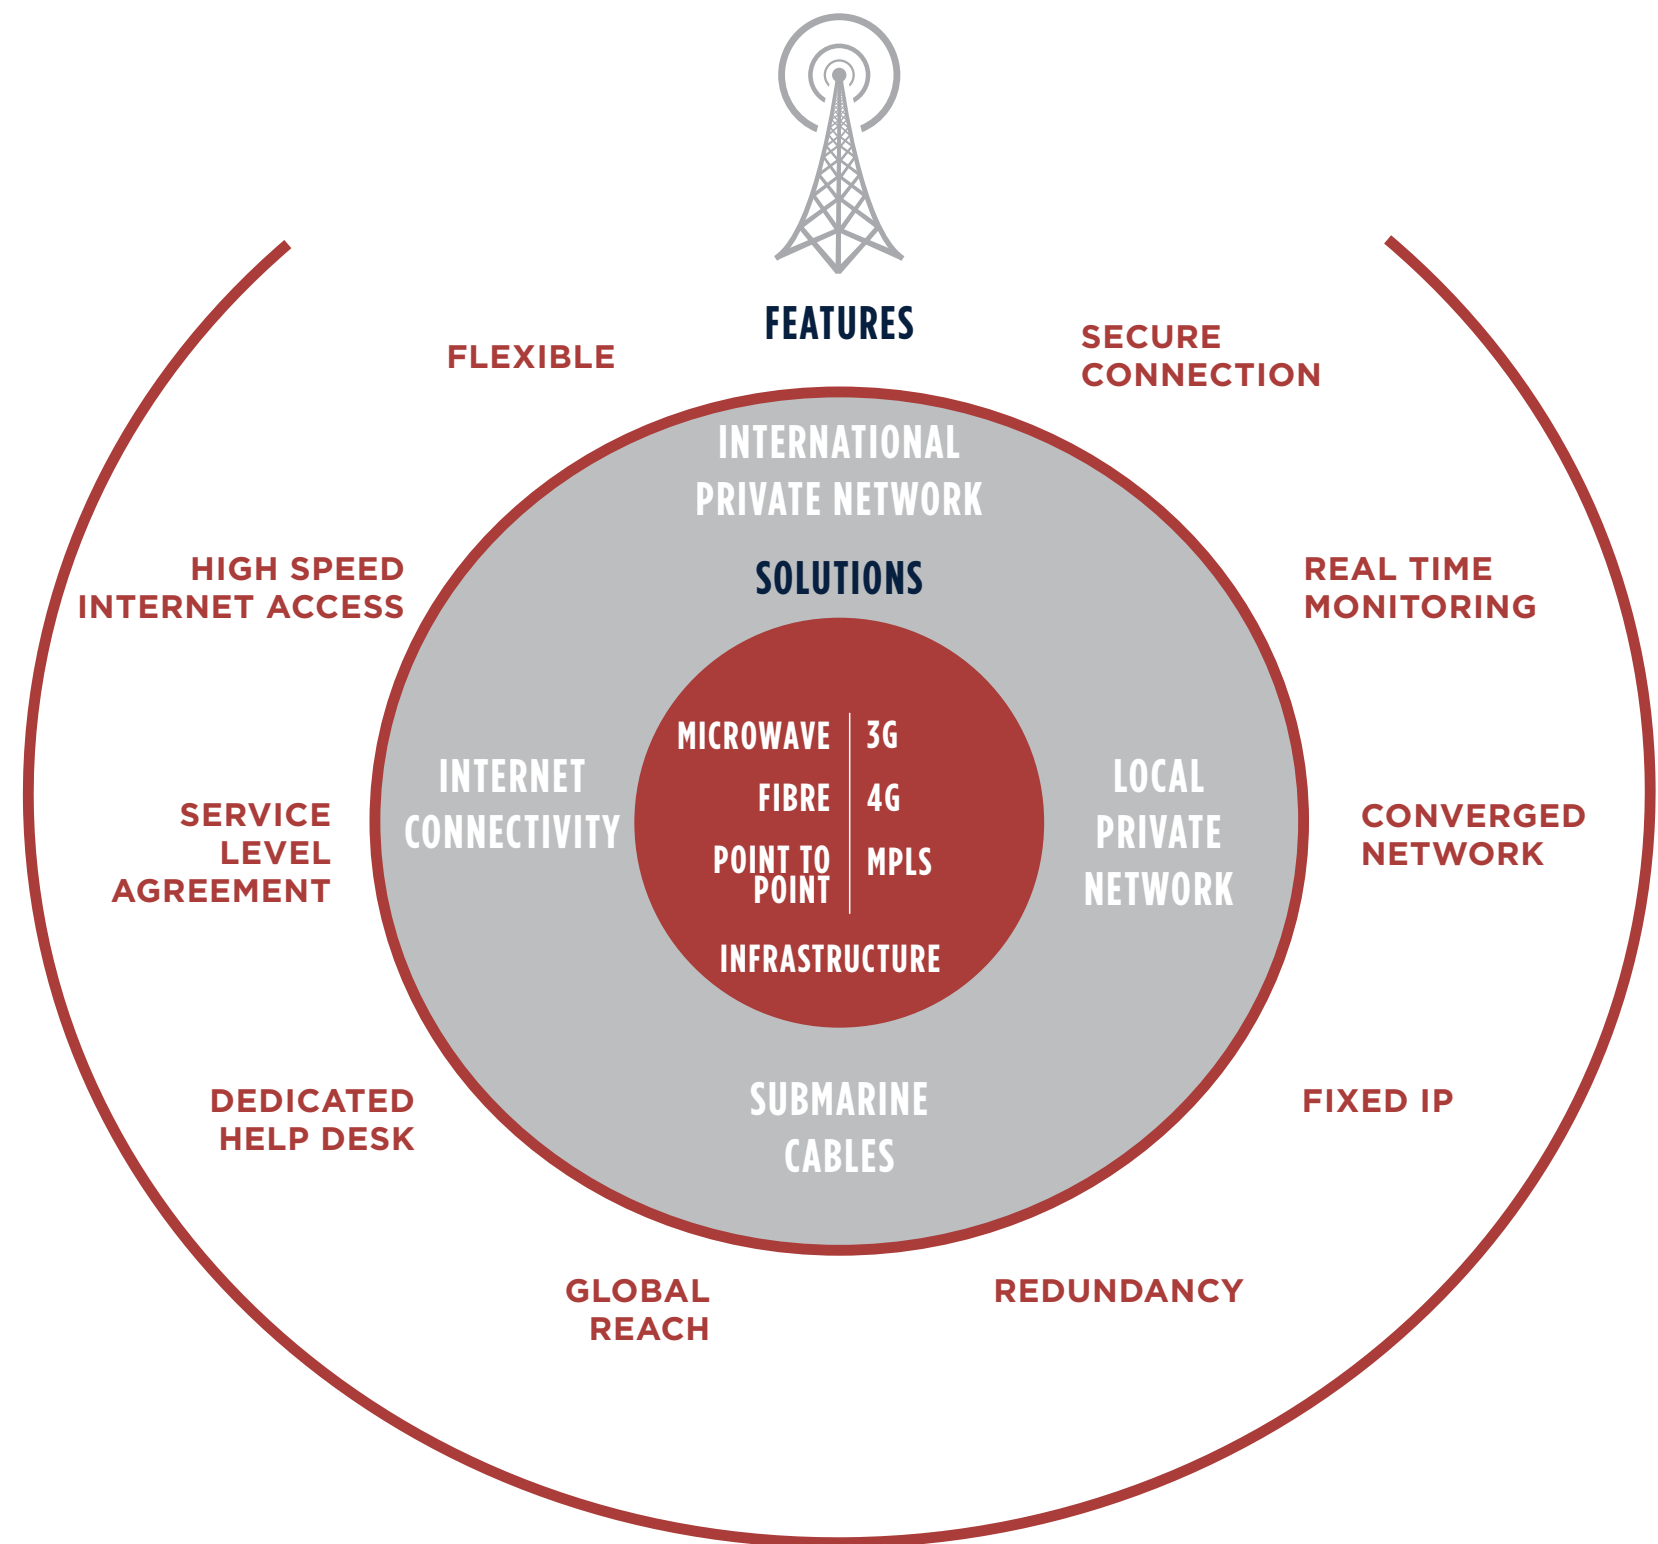 FEATURES
FLEXIBLE
SECURE
CONNECTION
INTERNATIONAL
PRIVATE NETWORK
SOLUTIONS
HIGH SPEED
INTERNET ACCESS
REAL TIME
MONITORING
MICROWAVE
FIBRE
POINT TO
POINT
3G
4G
MPLS
INFRASTRUCTURE
INTERNET
CONNECTIVITY
LOCAL
PRIVATE
NETWORK
SERVICE
LEVEL
AGREEMENT
CONVERGED
NETWORK
DEDICATED
HELP DESK
SUBMARINE
CABLES
FIXED IP
GLOBAL
REACH
REDUNDANCY